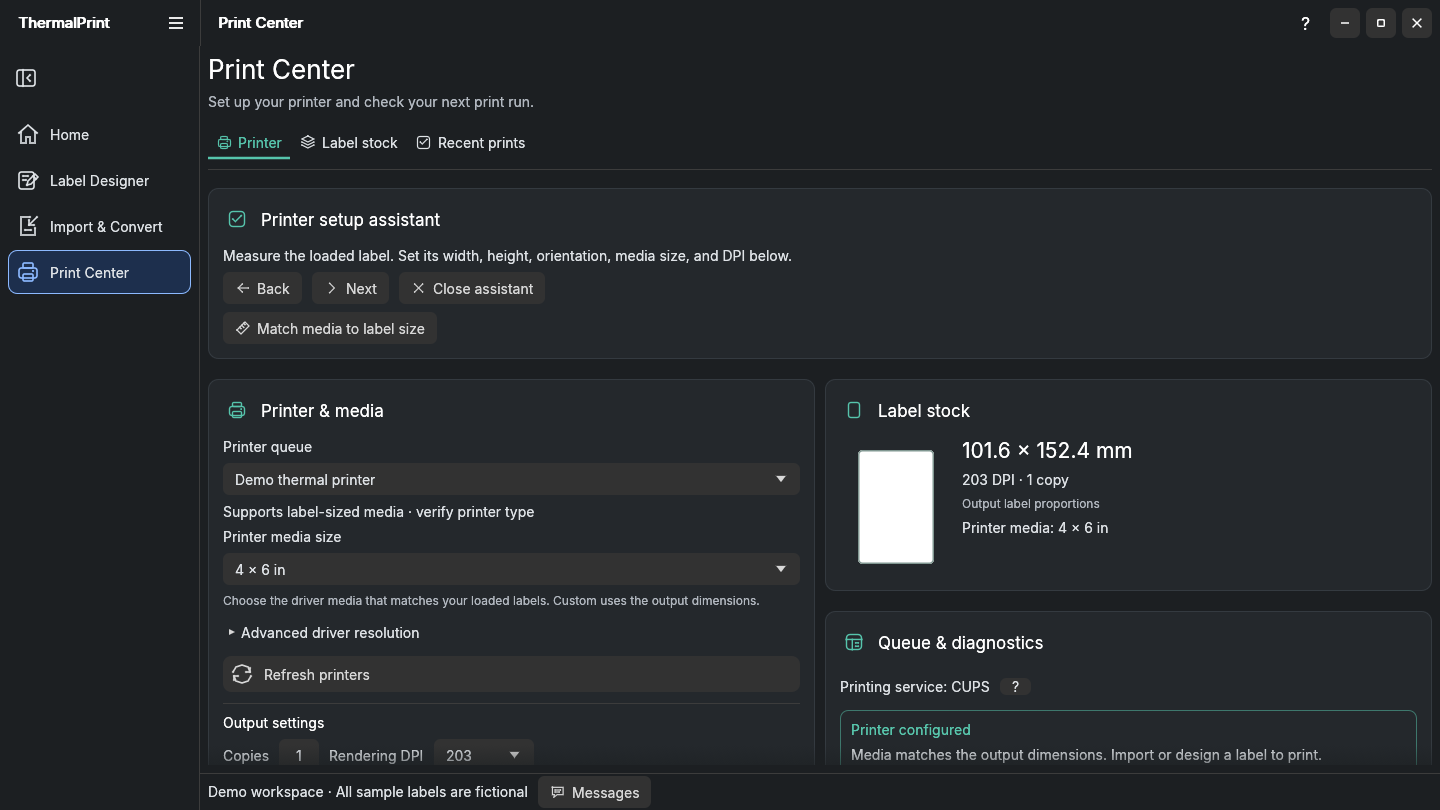 ThermalPrint
Print Center
?
Home
Label Designer
Import & Convert
Print Center
Print Center
Set up your printer and check your next print run.
Printer
Label stock
Recent prints
Printer setup assistant
Measure the loaded label. Set its width, height, orientation, media size, and DPI below.
Back
Next
Close assistant
Match media to label size
Printer & media
Printer queue
Demo thermal printer
Supports label-sized media · verify printer type
Printer media size
4 × 6 in
Choose the driver media that matches your loaded labels. Custom uses the output dimensions.
Advanced driver resolution
Refresh printers
Output settings
Copies 1 Rendering DPI 203
Label stock
101.6 × 152.4 mm
203 DPI · 1 copy
Output label proportions
Printer media: 4 × 6 in
Queue & diagnostics
Printing service: CUPS ?
Printer configured
Media matches the output dimensions. Import or design a label to print.
Demo workspace · All sample labels are fictional
Messages